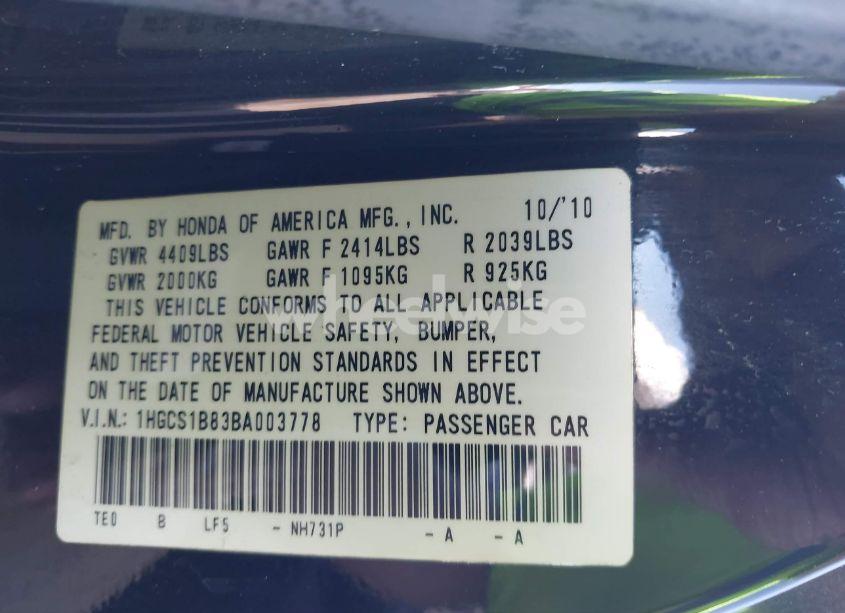 MFD. BY HONDA OF AMERICA MFG., INC. 10/'10
GVWR 4409LBS GAWR F 2414LBS R 2039LBS
GVWR 2000KG GAWR F 1095KG R 925KG
THIS VEHICLE CONFORMS TO ALL APPLICABLE
FEDERAL MOTOR VEHICLE SAFETY, BUMPER,
AND THEFT PREVENTION STANDARDS IN EFFECT
ON THE DATE OF MANUFACTURE SHOWN ABOVE.
V.I.N.: 1HGCS1B83BA003778 TYPE: PASSENGER CAR
TE0 B LF5 - NH731P - A - A
wheelwise